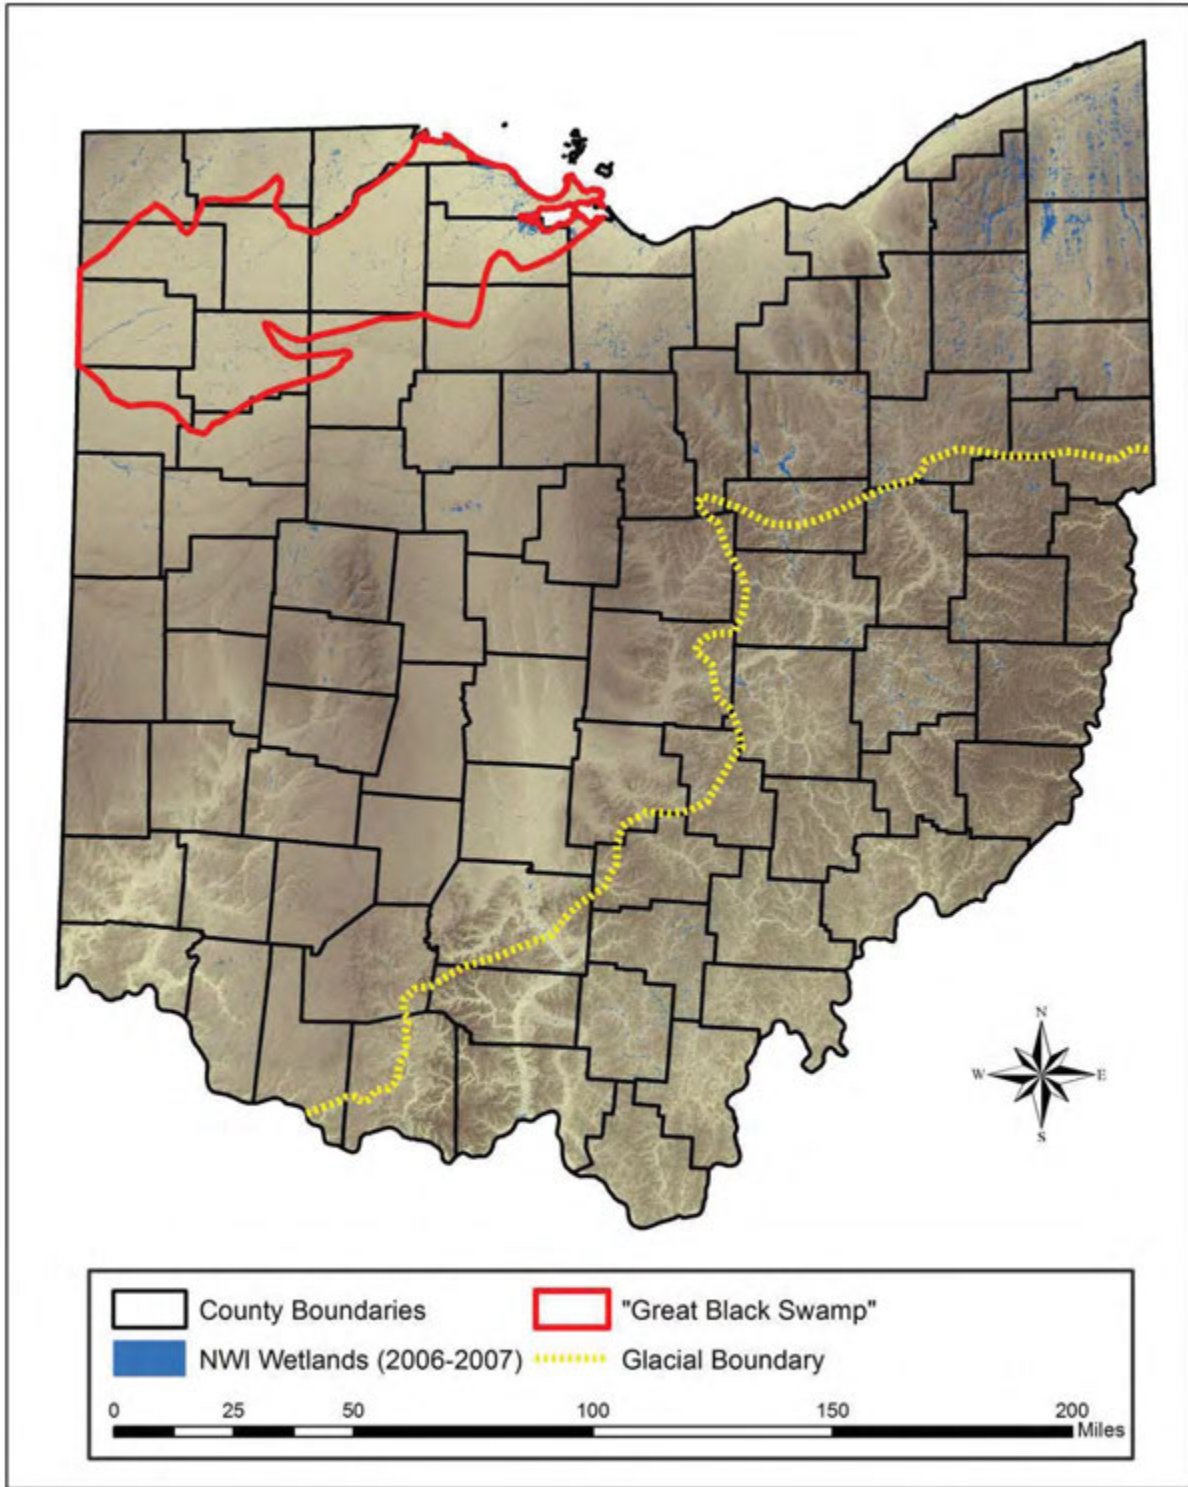 N
W E
S
County Boundaries "Great Black Swamp"
NWI Wetlands (2006-2007) Glacial Boundary
0 25 50 100 150 200
Miles